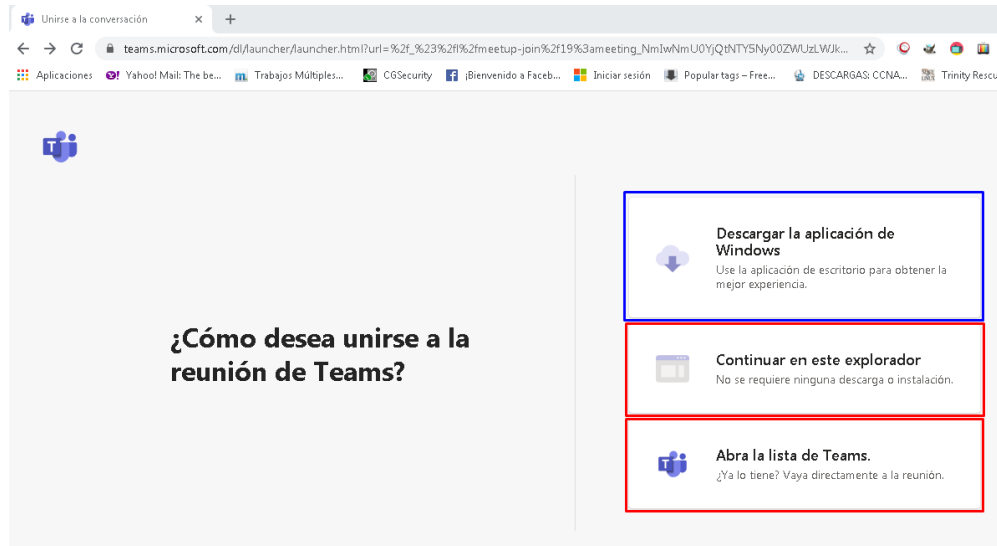 Unirse a la conversación
teams.microsoft.com/dl/launcher/launcher.html?url=%2f_%23%2fl%2fmeetup-join%2f19%3ameeting_NmIwNmU0YjQtNTY5Ny00ZWUzLWJk...
Aplicaciones Yahoo! Mail: The be... Trabajos Múltiples... CGSecurity ¡Bienvenido a Faceb... Iniciar sesión Popular tags – Free... DESCARGAS: CCNA... Trinity Rescu
¿Cómo desea unirse a la
reunión de Teams?
Descargar la aplicación de
Windows
Use la aplicación de escritorio para obtener la
mejor experiencia.
Continuar en este explorador
No se requiere ninguna descarga o instalación.
Abra la lista de Teams.
¿Ya lo tiene? Vaya directamente a la reunión.